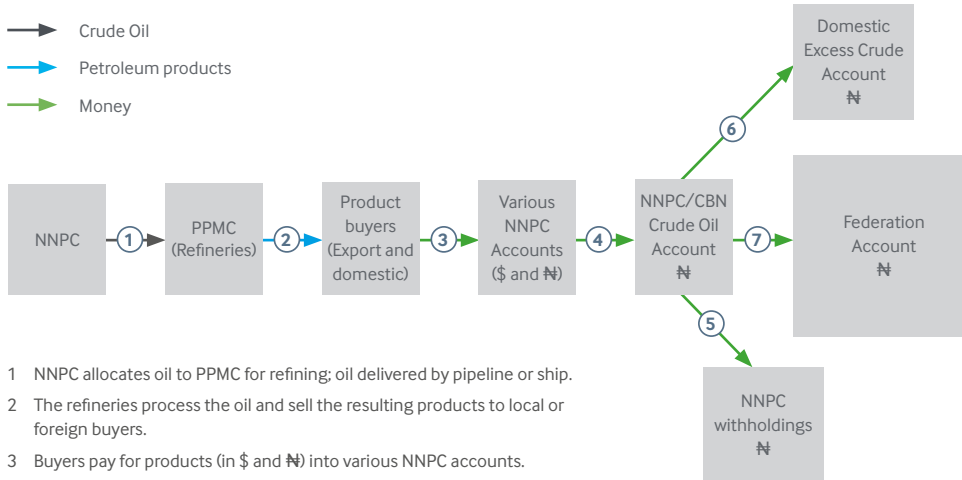 Crude Oil
Petroleum products
Money
NNPC
1
PPMC
(Refineries)
2
Product
buyers
(Export and
domestic)
3
Various
NNPC
Accounts
($ and ₦)
4
NNPC/CBN
Crude Oil
Account
₦
6
Domestic
Excess Crude
Account
₦
7
Federation
Account
₦
5
NNPC
withholdings
₦
1 NNPC allocates oil to PPMC for refining; oil delivered by pipeline or ship.
2 The refineries process the oil and sell the resulting products to local or
foreign buyers.
3 Buyers pay for products (in $ and ₦) into various NNPC accounts.